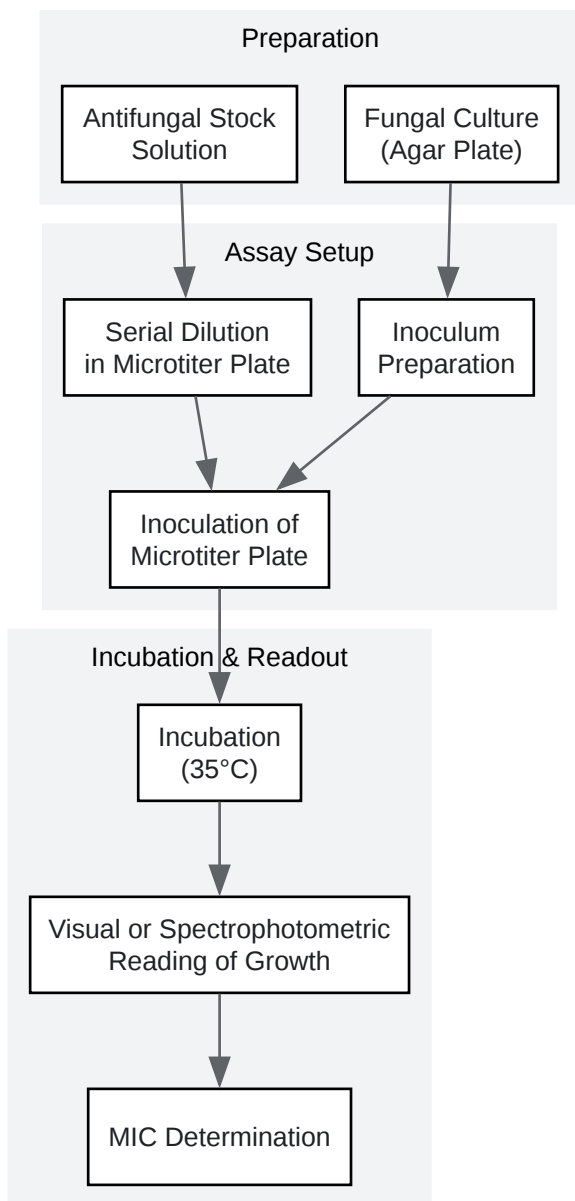 Preparation
Antifungal Stock
Solution
Fungal Culture
(Agar Plate)
Assay Setup
Serial Dilution
in Microtiter Plate
Inoculum
Preparation
Inoculation of
Microtiter Plate
Incubation & Readout
Incubation
(35°C)
Visual or Spectrophotometric
Reading of Growth
MIC Determination